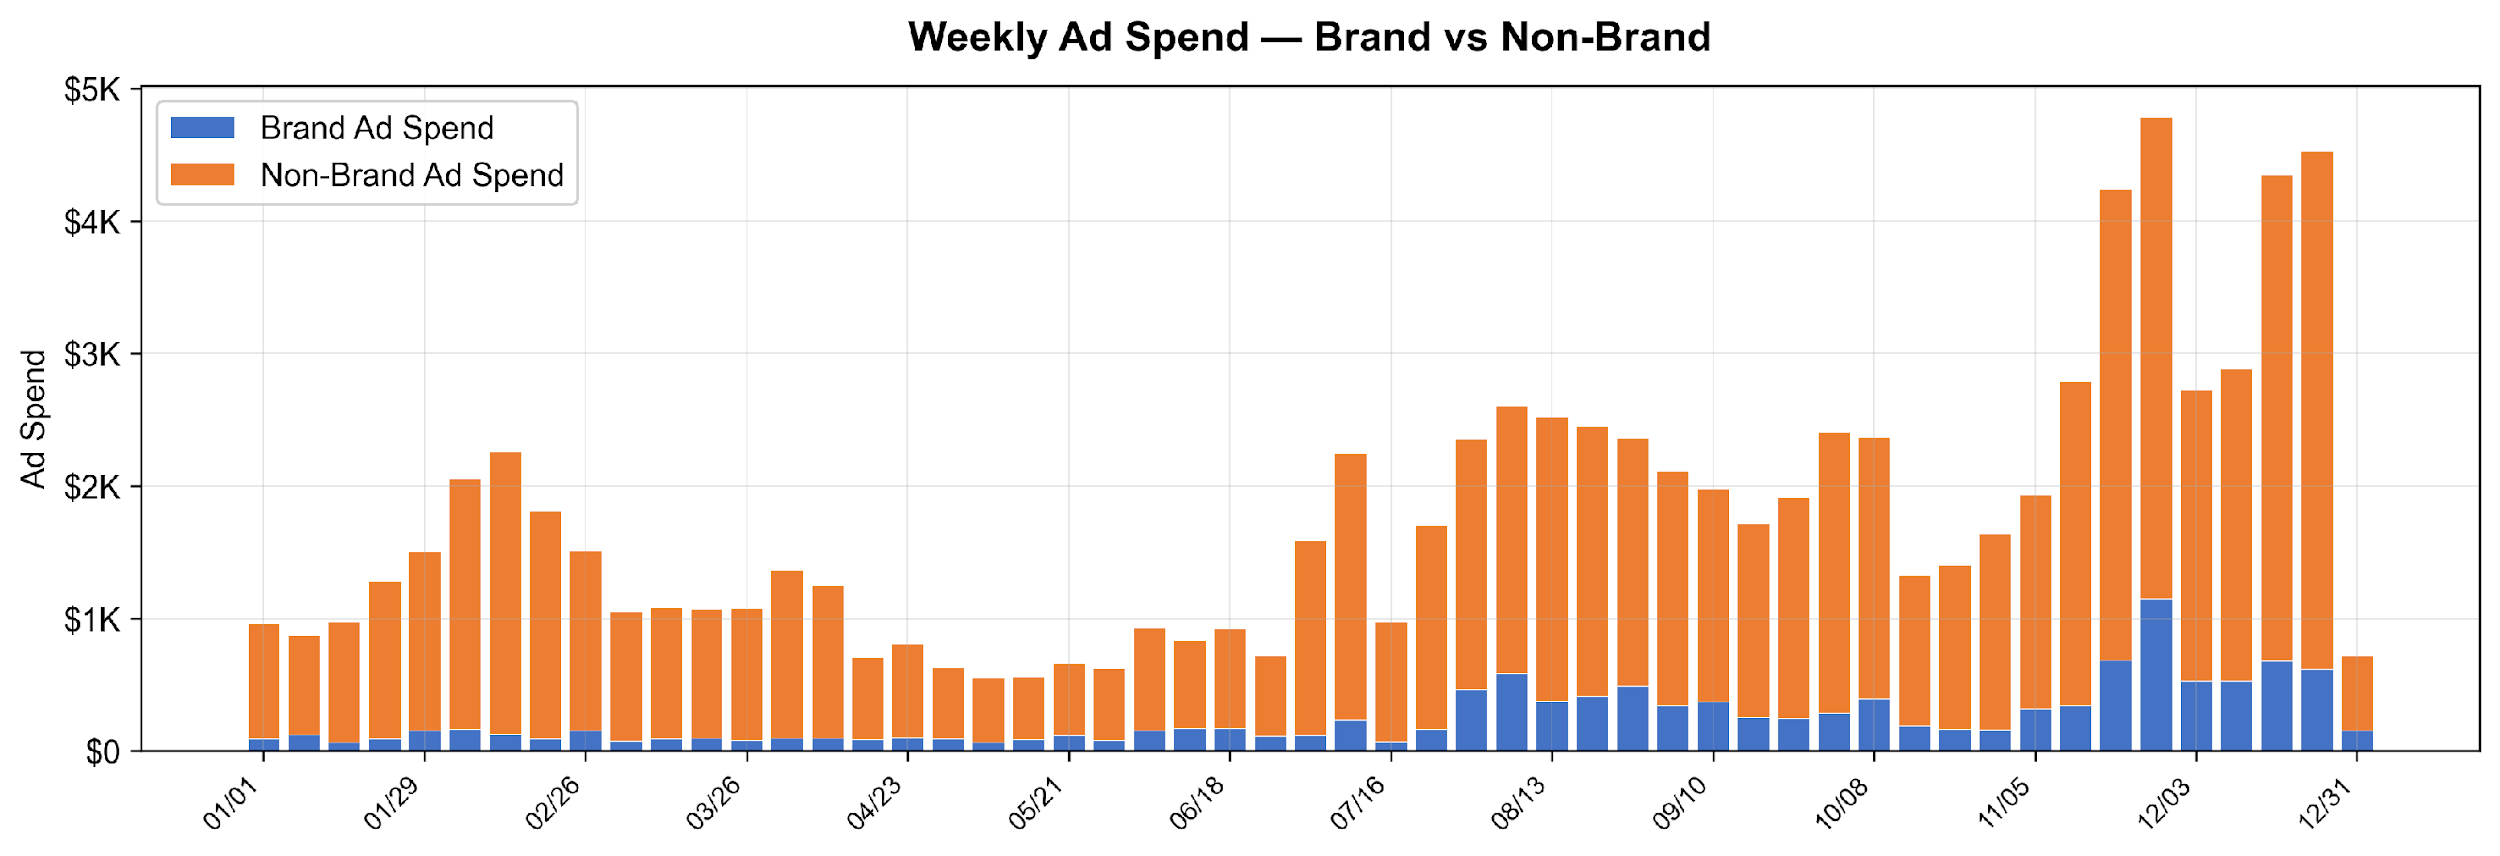 Weekly Ad Spend — Brand vs Non-Brand
Brand Ad Spend
Non-Brand Ad Spend
Ad Spend
$5K
$4K
$3K
$2K
$1K
$0
01/01
01/29
02/26
03/26
04/23
05/21
06/18
07/16
08/13
09/10
10/08
11/05
12/03
12/31